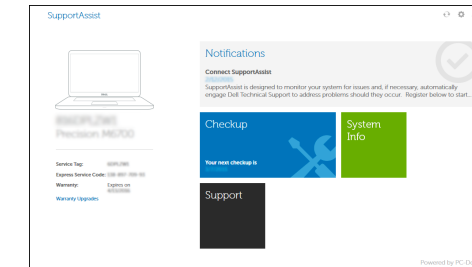 SupportAssist
Notifications
Connect SupportAssist
SupportAssist is designed to monitor your system for issues and, if necessary, automatically
engage Dell Technical Support to address problems should they occur. Register below to start...
Precision M6700
Checkup
Your next checkup is
System
Info
Service Tag:
Express Service Code:
Warranty: Expires on
Warranty Upgrades
Support
Powered by PC-Do